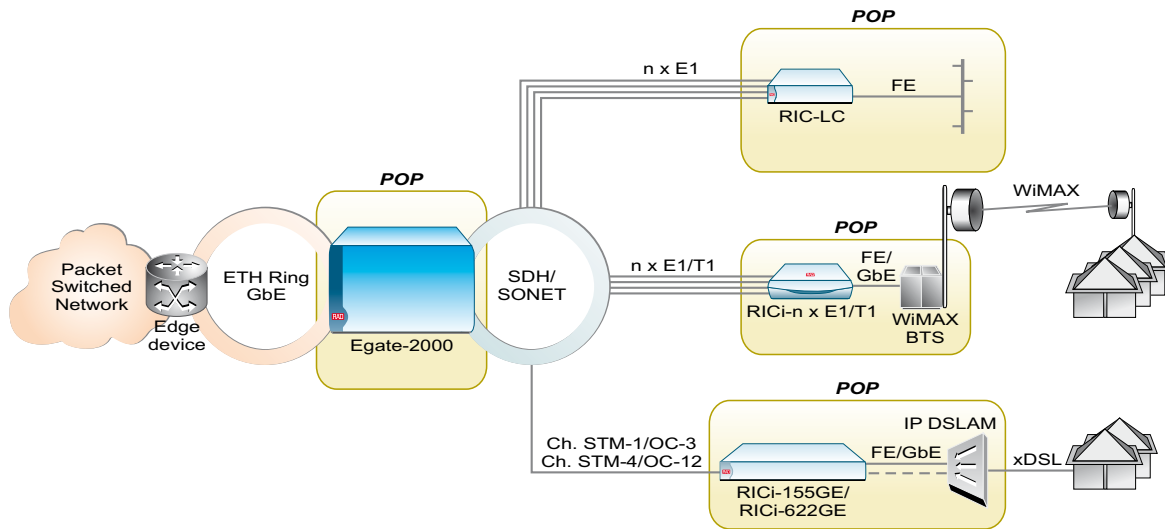 POP
n x E1
FE
RIC-LC
POP
WiMAX
Packet
Switched
Network
ETH Ring
GbE
SDH/
SONET
Edge
device
RAD
Egate-2000
POP
n x E1/T1
FE/
GbE
RAD
RICi-n x E1/T1
WiMAX
BTS
POP
IP DSLAM
Ch. STM-1/OC-3
Ch. STM-4/OC-12
FE/GbE
xDSL
RICi-155GE/
RICi-622GE